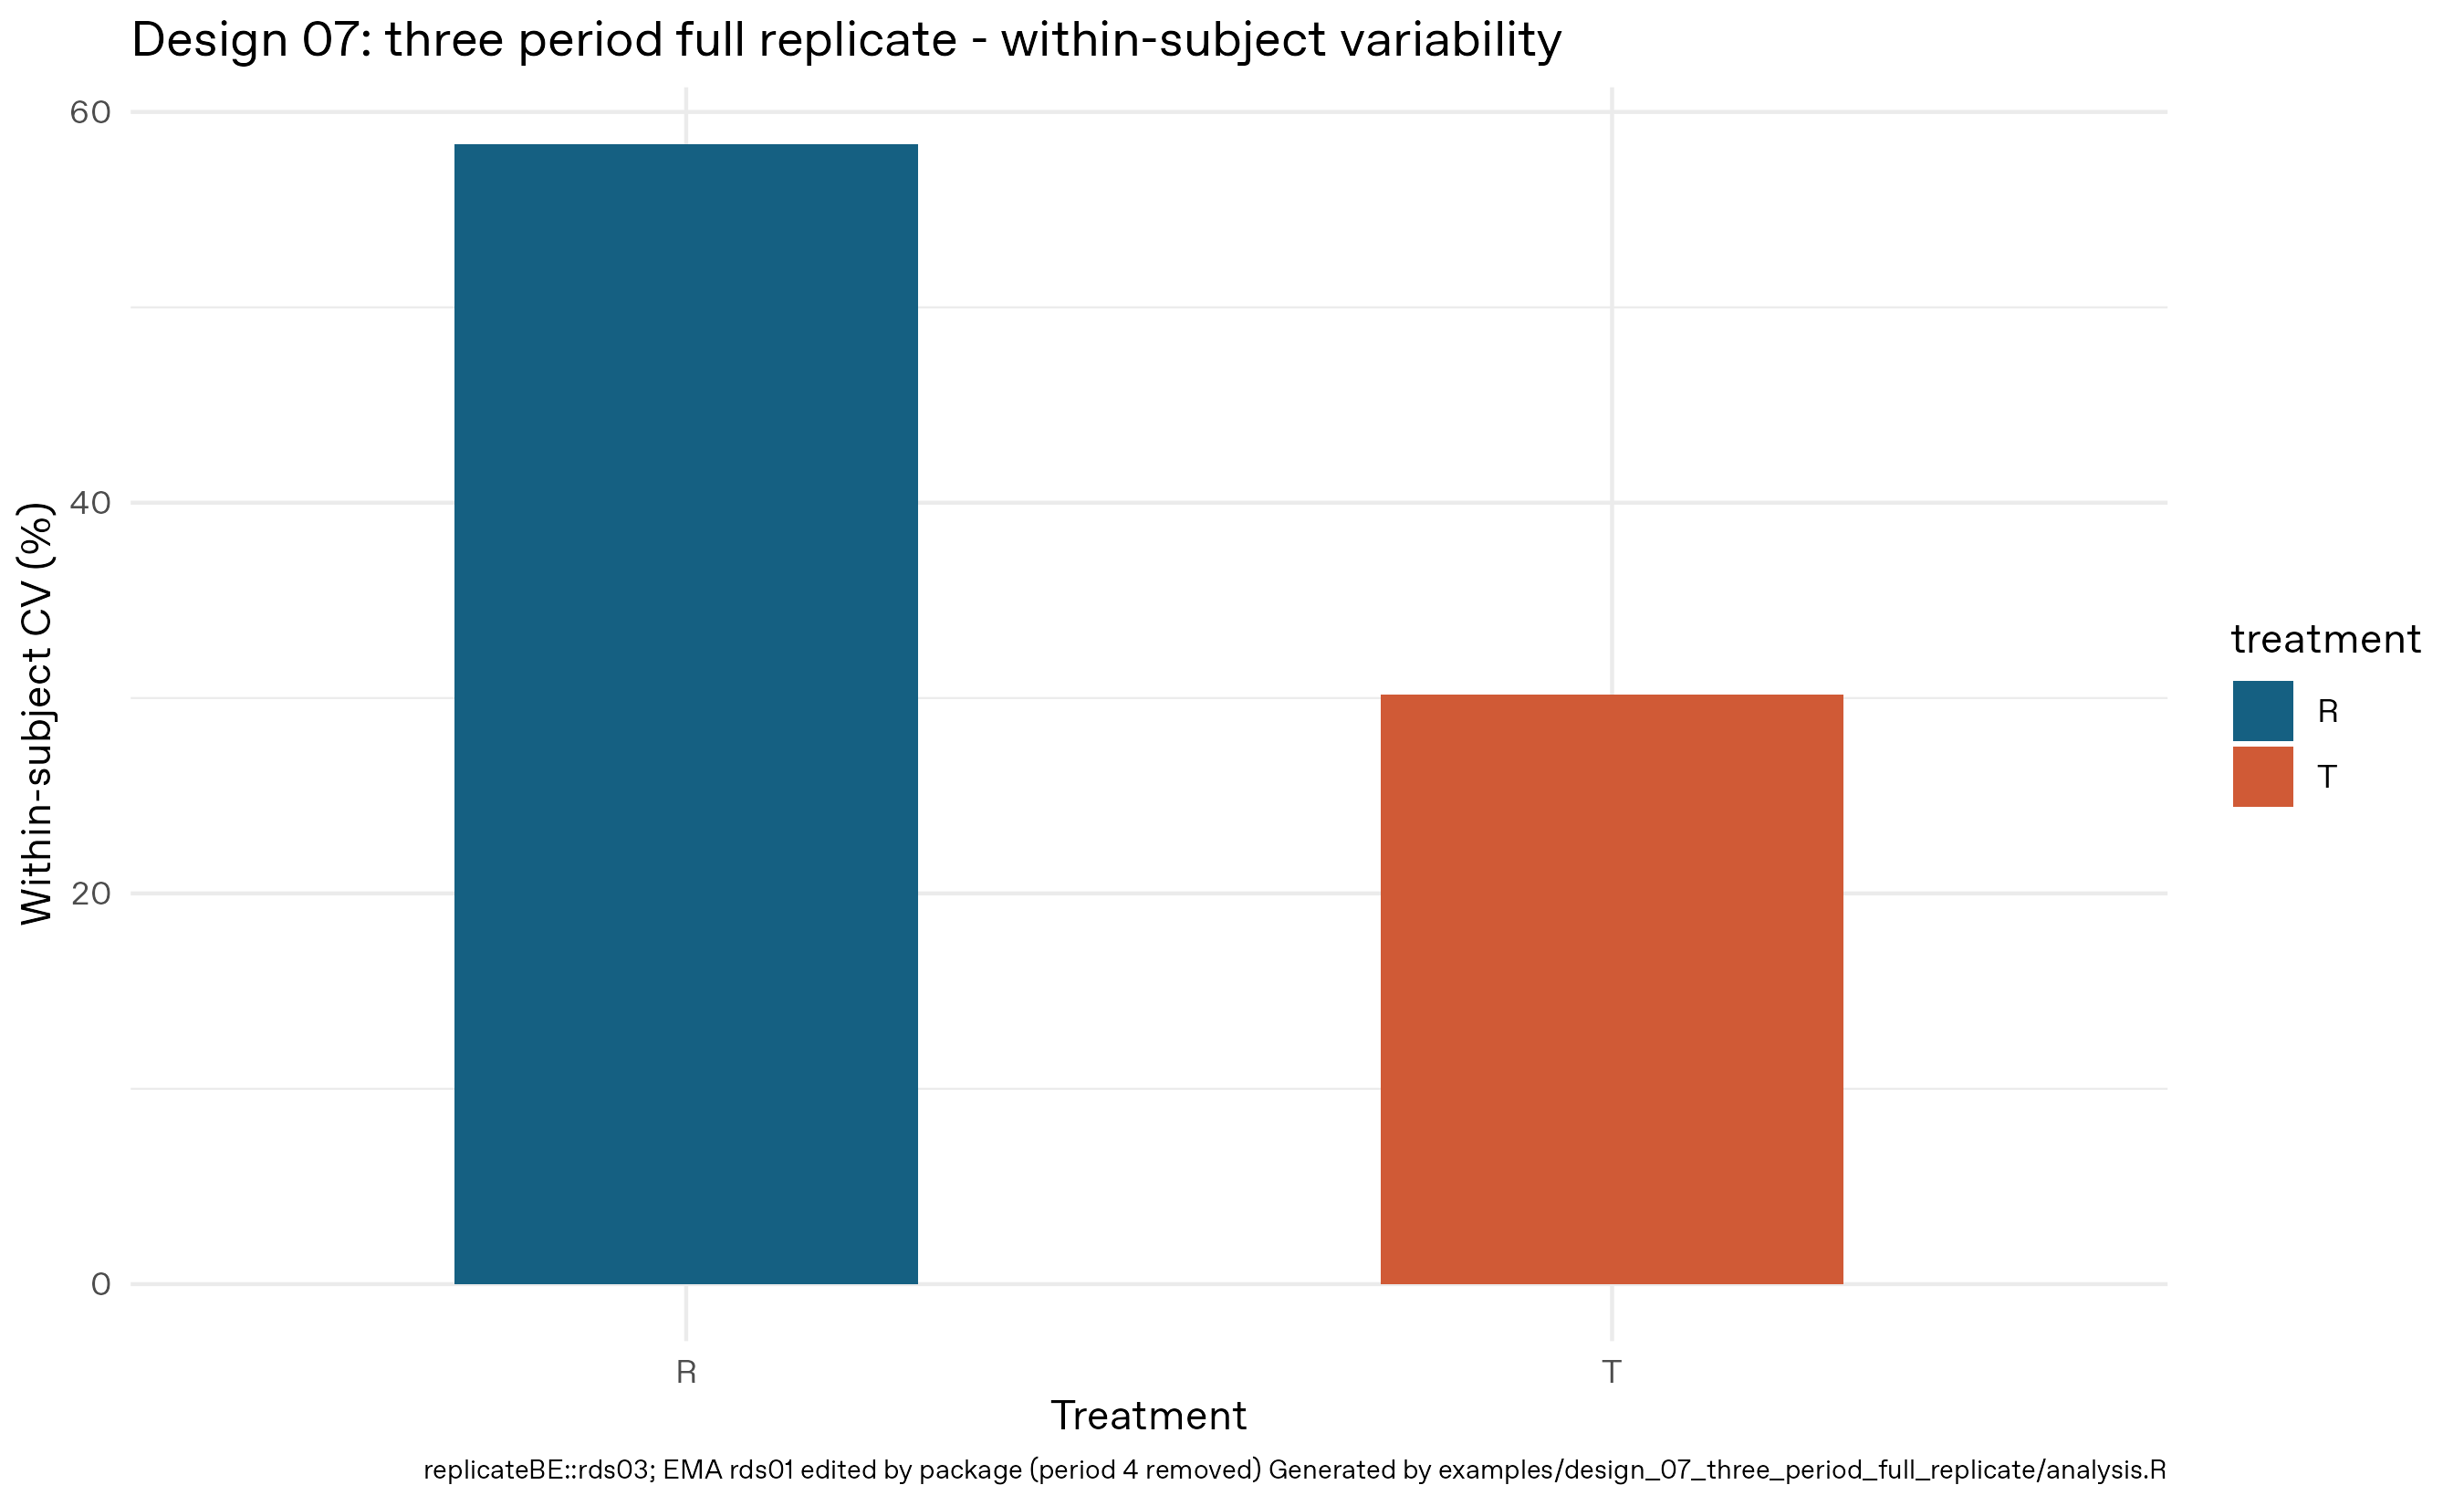 Design 07: three period full replicate - within-subject variability
60
40
20
0
Within-subject CV (%)
R
T
Treatment
treatment
R
T
replicateBE::rds03; EMA rds01 edited by package (period 4 removed) Generated by examples/design_07_three_period_full_replicate/analysis.R